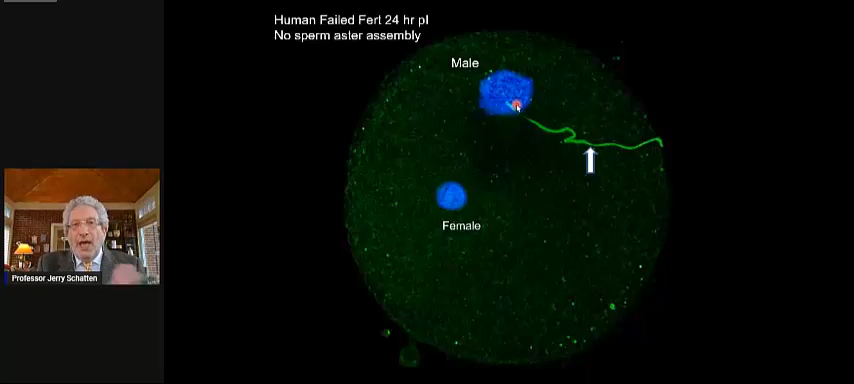 Human Failed Fert 24 hr pI
No sperm aster assembly
Male
Female
Professor Jerry Schatten